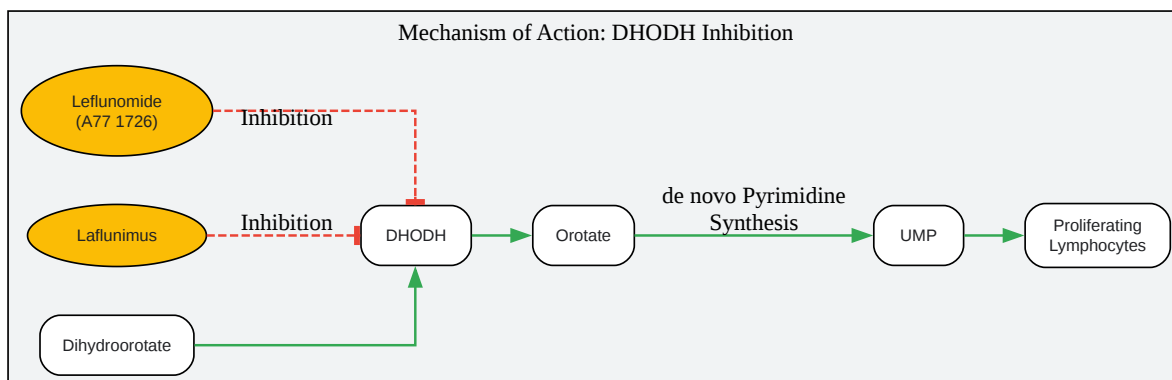 Mechanism of Action: DHODH Inhibition
Leflunomide
(A77 1726)
Inhibition
Laflunimus
Inhibition
DHODH
Orotate
de novo Pyrimidine
Synthesis
UMP
Proliferating
Lymphocytes
Dihydroorotate